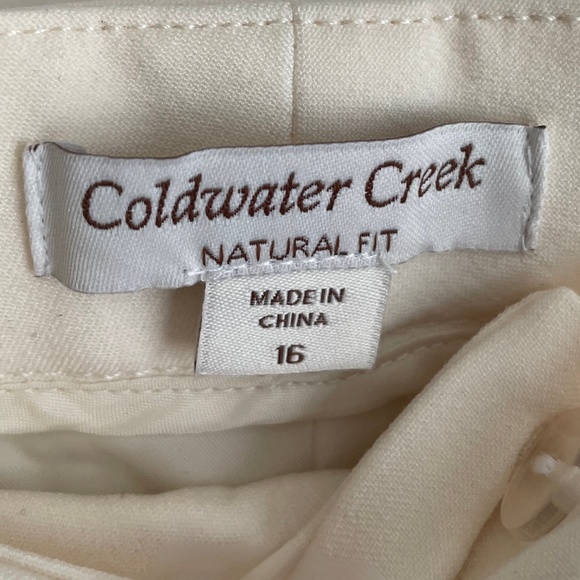 Coldwater Creek
NATURAL FIT
MADE IN
CHINA
16